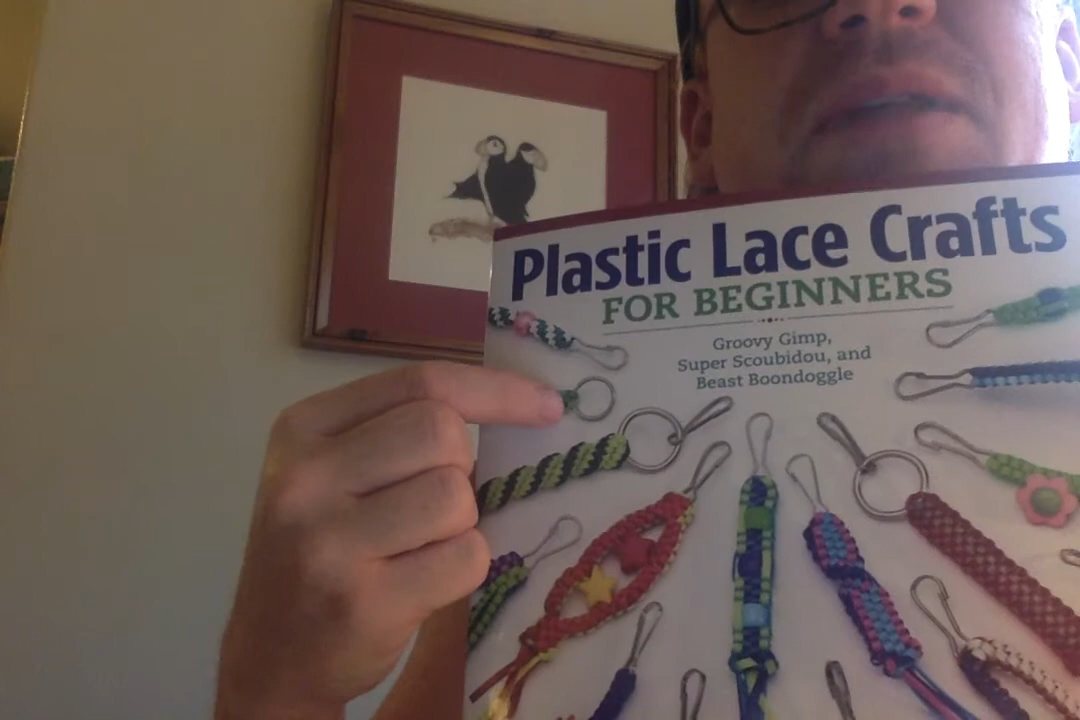 Plastic Lace Crafts
FOR BEGINNERS
Groovy Gimp,
Super Scoubidou, and
Beast Boondoggle